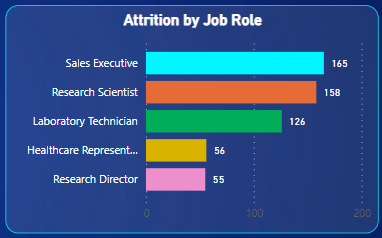 Attrition by Job Role
Sales Executive 165
Research Scientist 158
Laboratory Technician 126
Healthcare Represent... 56
Research Director 55
0 100 200